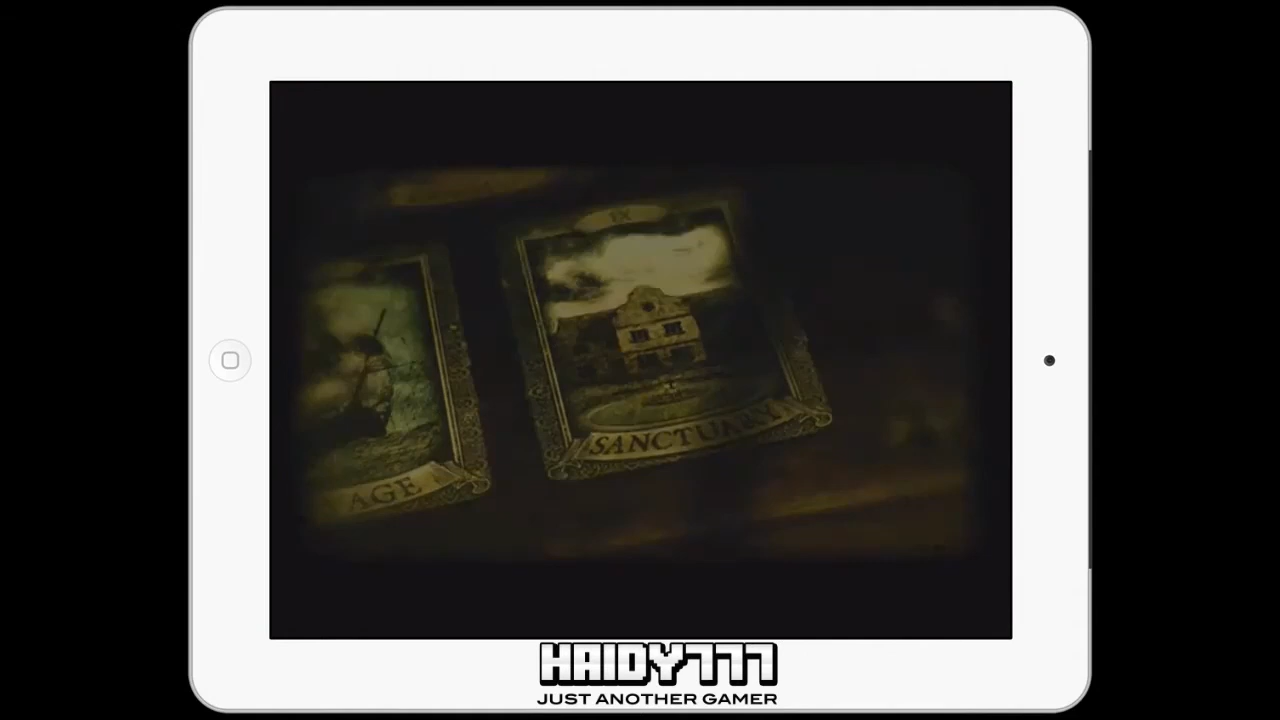 IX
SANCTUARY
AGE
HAIDY777
JUST ANOTHER GAMER